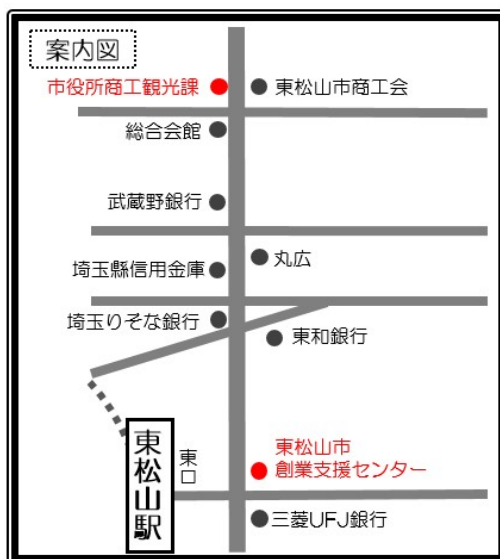 案内図
市役所商工観光課
東松山市商工会
総合会館
武蔵野銀行
丸広
埼玉縣信用金庫
埼玉りそな銀行
東和銀行
東松山駅
東口
東松山市
創業支援センター
三菱UFJ銀行